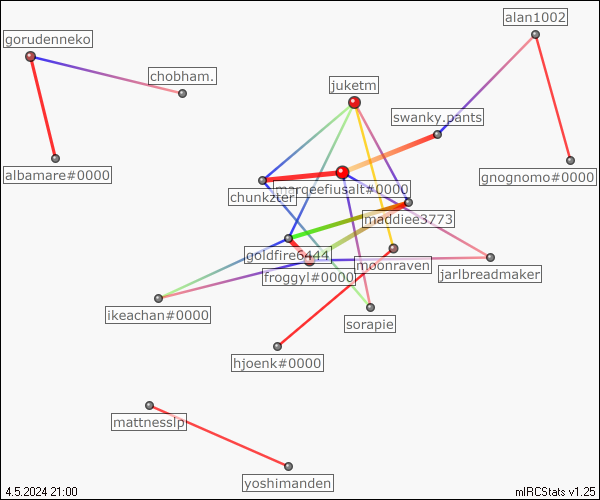 alan1002
gorudenneko
chobham.
juketm
swanky.pants
albamare#0000
gnognomo#0000
marqeefiusalt#0000
chunkzter
maddiee3773
goldfire6444
moonraven
froggyl#0000
jarlbreadmaker
ikeachan#0000
sorapie
hjoenk#0000
mattnesslp
yoshimanden
4.5.2024 21:00
mIRCStats v1.25